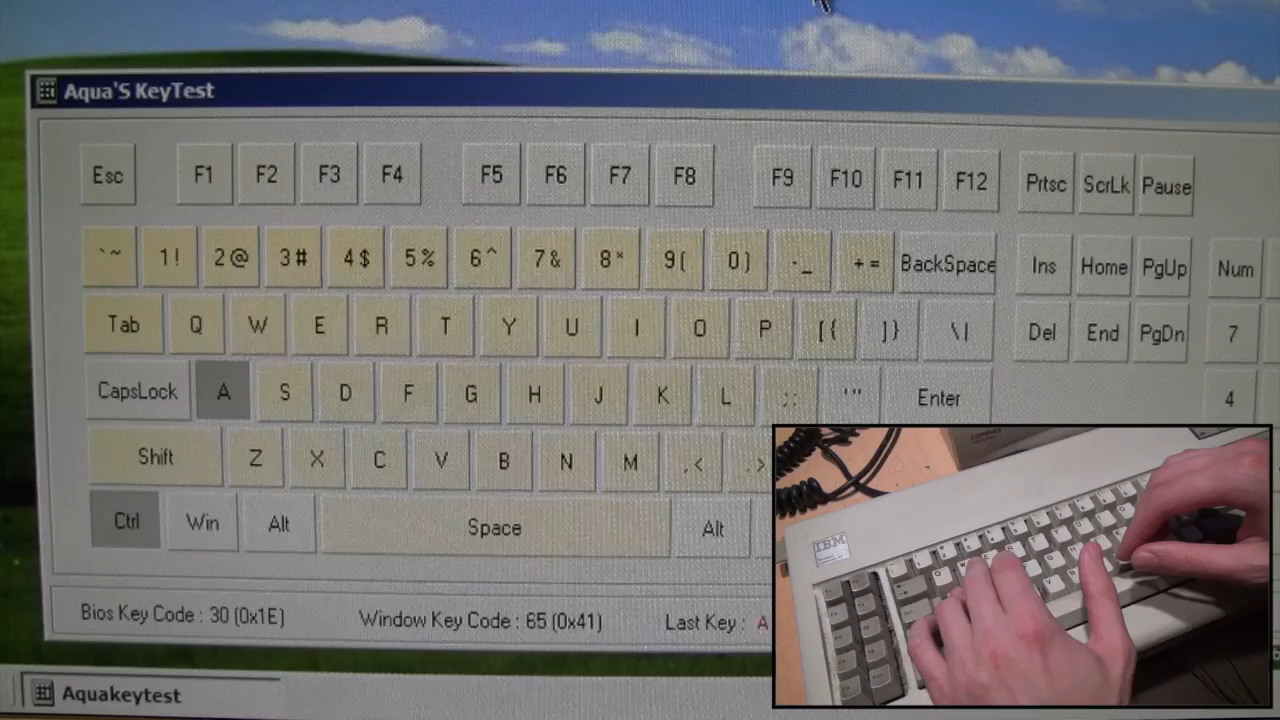 Aqua'S KeyTest
Esc F1 F2 F3 F4 F5 F6 F7 F8 F9 F10 F11 F12 Prtsc ScrLk Pause
`~ 1! 2@ 3# 4$ 5% 6^ 7& 8* 9( 0) -_ += BackSpace Ins Home PgUp Num
Tab Q W E R T Y U I O P [{ ]} \| Del End PgDn 7
CapsLock A S D F G H J K L ;: '" Enter 4
Shift Z X C V B N M ,< .>
Ctrl Win Alt Space Alt
Bios Key Code : 30 (0x1E) Window Key Code : 65 (0x41) Last Key : A
Aquakeytest
IBM
COMPAQ